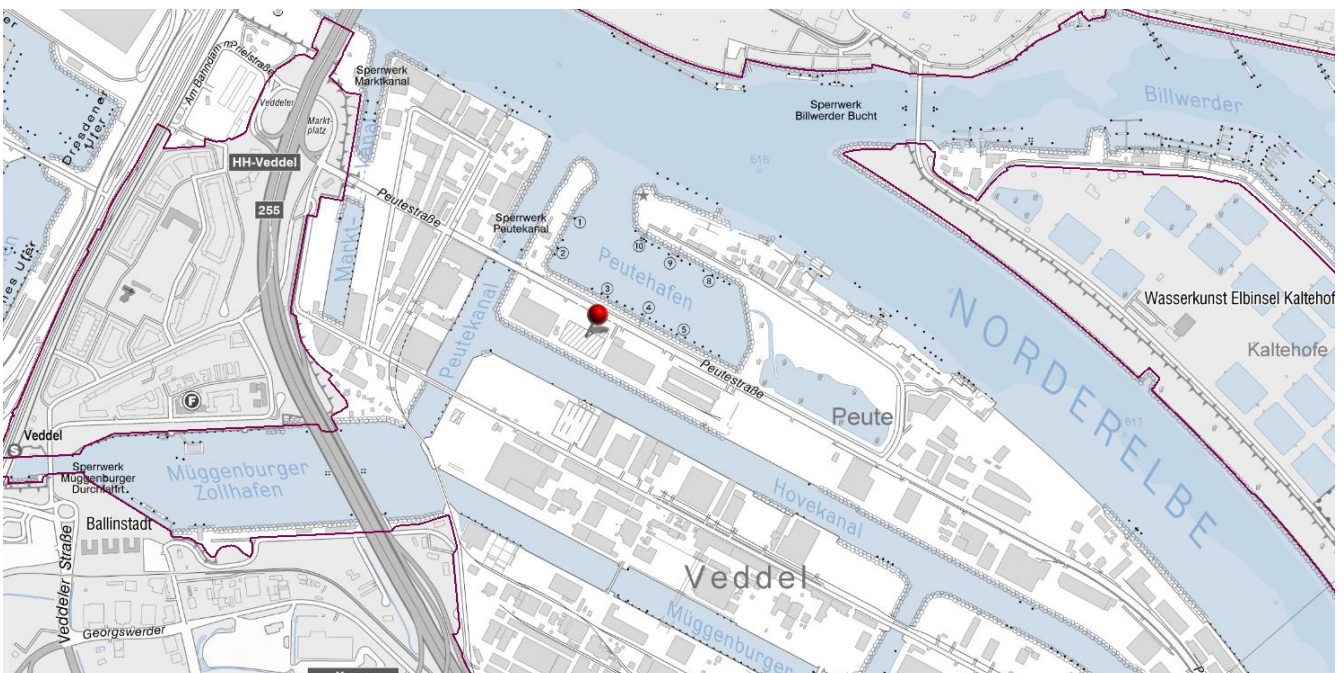 Am Bahndamm
Prielstraße
Veddeler
Markt-
platz
Sperrwerk
Marktkanal
Dresdener
Ufer
HH-Veddel
255
Peutestraße
Markt-
kanal
Sperrwerk
Peutekanal
Peutekanal
1
2
3
4
5
8
9
10
Peutehafen
Peutestraße
Peute
618
Sperrwerk
Billwerder Bucht
Billwerder
NORDERELBE
617
Wasserkunst Elbinsel Kaltehof
Kaltehofe
F
S
Veddel
Sperrwerk
Müggenburger
Durchfahrt
Müggenburger
Zollhafen
Ballinstadt
Veddeler Straße
Georgswerder
Hovekanal
Veddel
Müggenburger